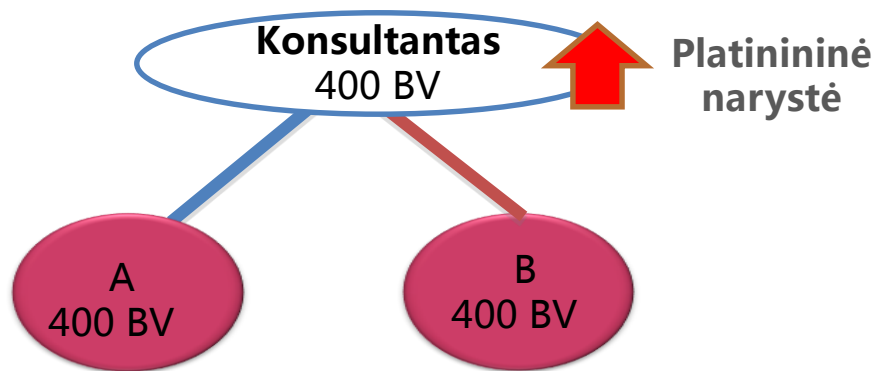 Konsultantas
400 BV
Platinininė
narystė
A
400 BV
B
400 BV